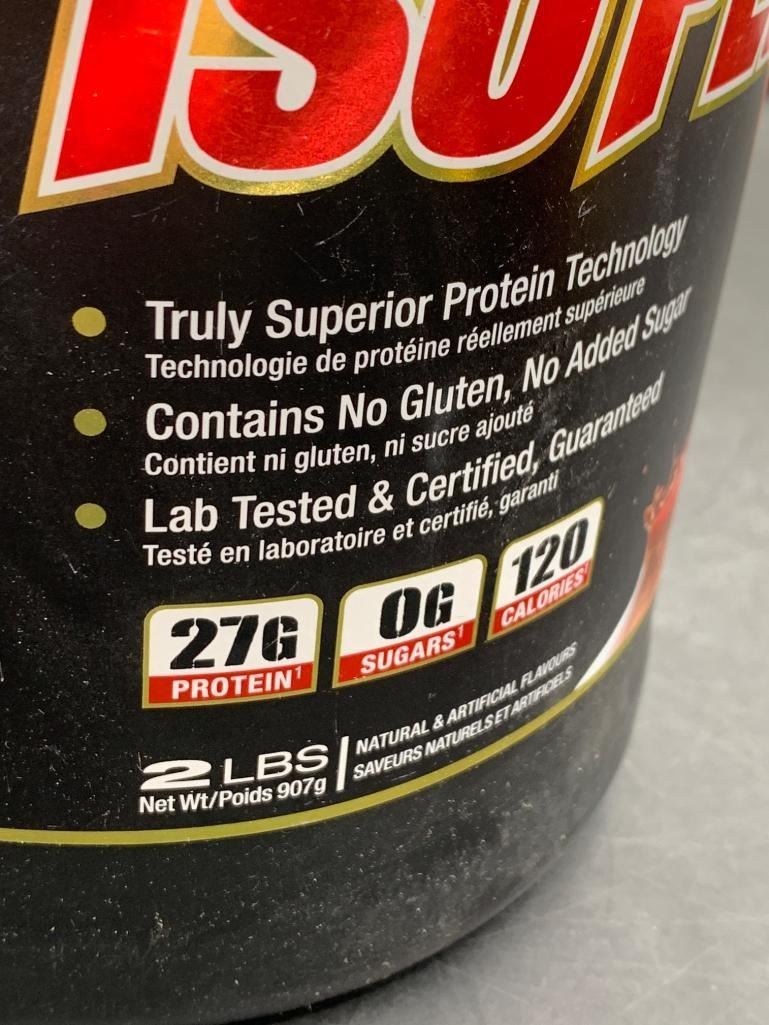 Truly Superior Protein Technology
Technologie de protéine réellement supérieure
Contains No Gluten, No Added Sugar
Contient ni gluten, ni sucre ajouté
Lab Tested & Certified, Guaranteed
Testé en laboratoire et certifié, garanti
27G
PROTEIN¹
0G
SUGARS¹
120
CALORIES¹
2 LBS
Net Wt/Poids 907g
NATURAL & ARTIFICIAL FLAVOURS
SAVEURS NATURELS ET ARTIFICIELS